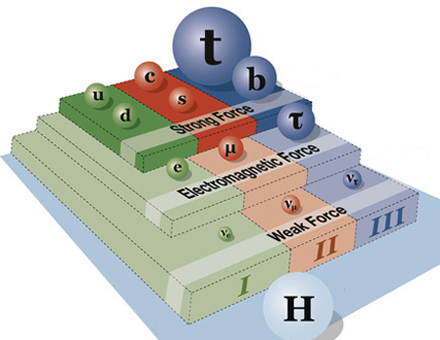 t
c
b
u
s
d
Strong Force
τ
μ
e
Electromagnetic Force
ντ
νμ
νe
Weak Force
I
II
III
H